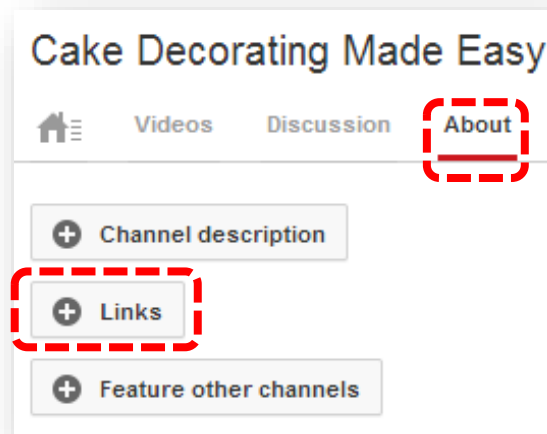 Cake Decorating Made Easy
Videos Discussion About
Channel description
Links
Feature other channels